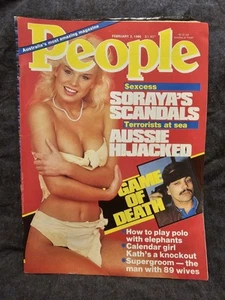 Australia's most amazing magazine
People
Sexcess
SORAYA'S
SCANDALS
Terrorists at sea
AUSSIE
HIJACKED
GAME OF
DEATH
How to play polo
with elephants
Calendar girl
Kath's a knockout
Supergroom — the
man with 89 wives